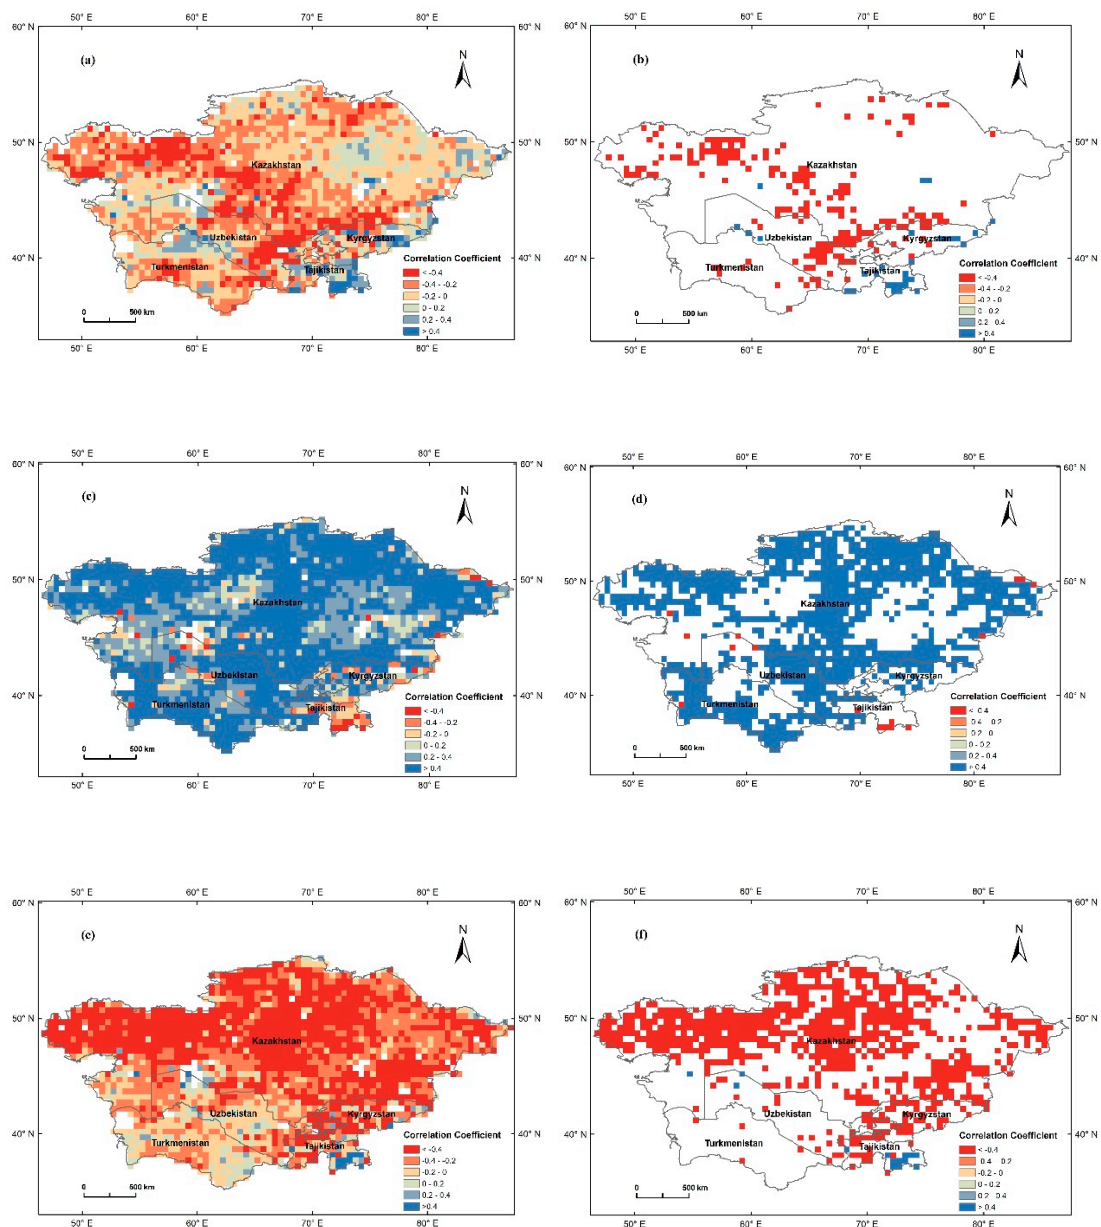 50° E 60° E 70° E 80° E
60° N 60° N
(a)
N
50° N 50° N
Kazakhstan
Uzbekistan Kyrgyzstan
40° N 40° N
Turkmenistan Tajikistan
Correlation Coefficient
< -0.4
-0.4 - -0.2
-0.2 - 0
0 - 0.2
0.2 - 0.4
> 0.4
0 500 km
50° E 60° E 70° E 80° E
50° E 60° E 70° E 80° E
60° N 60° N
(b)
N
50° N 50° N
Kazakhstan
Uzbekistan Kyrgyzstan
40° N 40° N
Turkmenistan Tajikistan
Correlation Coefficient
< -0.4
-0.4 - -0.2
-0.2 - 0
0 - 0.2
0.2 - 0.4
> 0.4
0 500 km
50° E 60° E 70° E 80° E
50° E 60° E 70° E 80° E
60° N 60° N
(c)
N
50° N 50° N
Kazakhstan
Uzbekistan Kyrgyzstan
40° N 40° N
Turkmenistan Tajikistan
Correlation Coefficient
< -0.4
-0.4 - -0.2
-0.2 - 0
0 - 0.2
0.2 - 0.4
> 0.4
0 500 km
50° E 60° E 70° E 80° E
50° E 60° E 70° E 80° E
60° N 60° N
(d)
N
50° N 50° N
Kazakhstan
Uzbekistan Kyrgyzstan
40° N 40° N
Turkmenistan Tajikistan
Correlation Coefficient
< -0.4
0 - 0.2
0.2 - 0.4
0 500 km
50° E 60° E 70° E 80° E
50° E 60° E 70° E 80° E
60° N 60° N
(e)
N
50° N 50° N
Kazakhstan
Uzbekistan Kyrgyzstan
40° N 40° N
Turkmenistan Tajikistan
Correlation Coefficient
< -0.4
-0.4 - -0.2
-0.2 - 0
0 - 0.2
0.2 - 0.4
>0.4
0 500 km
50° E 60° E 70° E 80° E
50° E 60° E 70° E 80° E
60° N 60° N
(f)
N
50° N 50° N
Kazakhstan
Uzbekistan Kyrgyzstan
40° N 40° N
Turkmenistan Tajikistan
Correlation Coefficient
< -0.4
-0.2 - 0
0 - 0.2
> 0.4
0 500 km
50° E 60° E 70° E 80° E